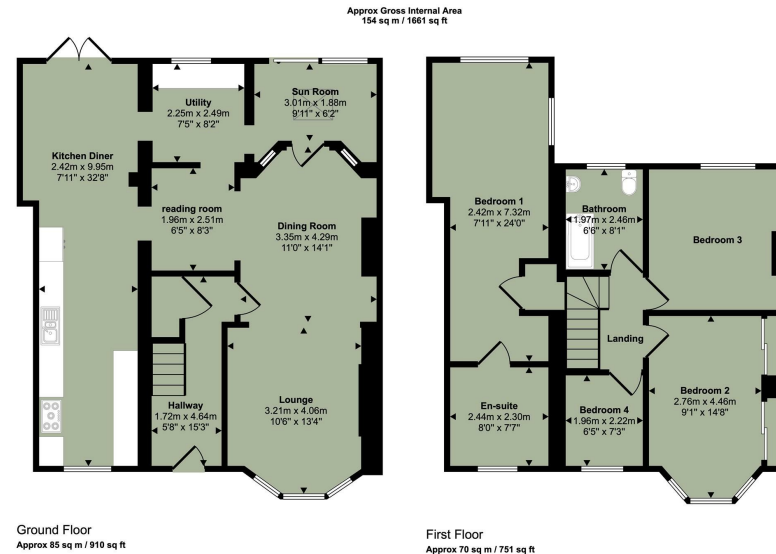 Approx Gross Internal Area
154 sq m / 1661 sq ft
Utility
2.25m x 2.49m
7'5" x 8'2"
Sun Room
3.01m x 1.88m
9'11" x 6'2"
Kitchen Diner
2.42m x 9.95m
7'11" x 32'8"
reading room
1.96m x 2.51m
6'5" x 8'3"
Dining Room
3.35m x 4.29m
11'0" x 14'1"
Hallway
1.72m x 4.64m
5'8" x 15'3"
Lounge
3.21m x 4.06m
10'6" x 13'4"
Ground Floor
Approx 85 sq m / 910 sq ft
Bedroom 1
2.42m x 7.32m
7'11" x 24'0"
Bathroom
1.97m x 2.46m
6'6" x 8'1"
Bedroom 3
Landing
En-suite
2.44m x 2.30m
8'0" x 7'7"
Bedroom 4
1.96m x 2.22m
6'5" x 7'3"
Bedroom 2
2.76m x 4.46m
9'1" x 14'8"
First Floor
Approx 70 sq m / 751 sq ft